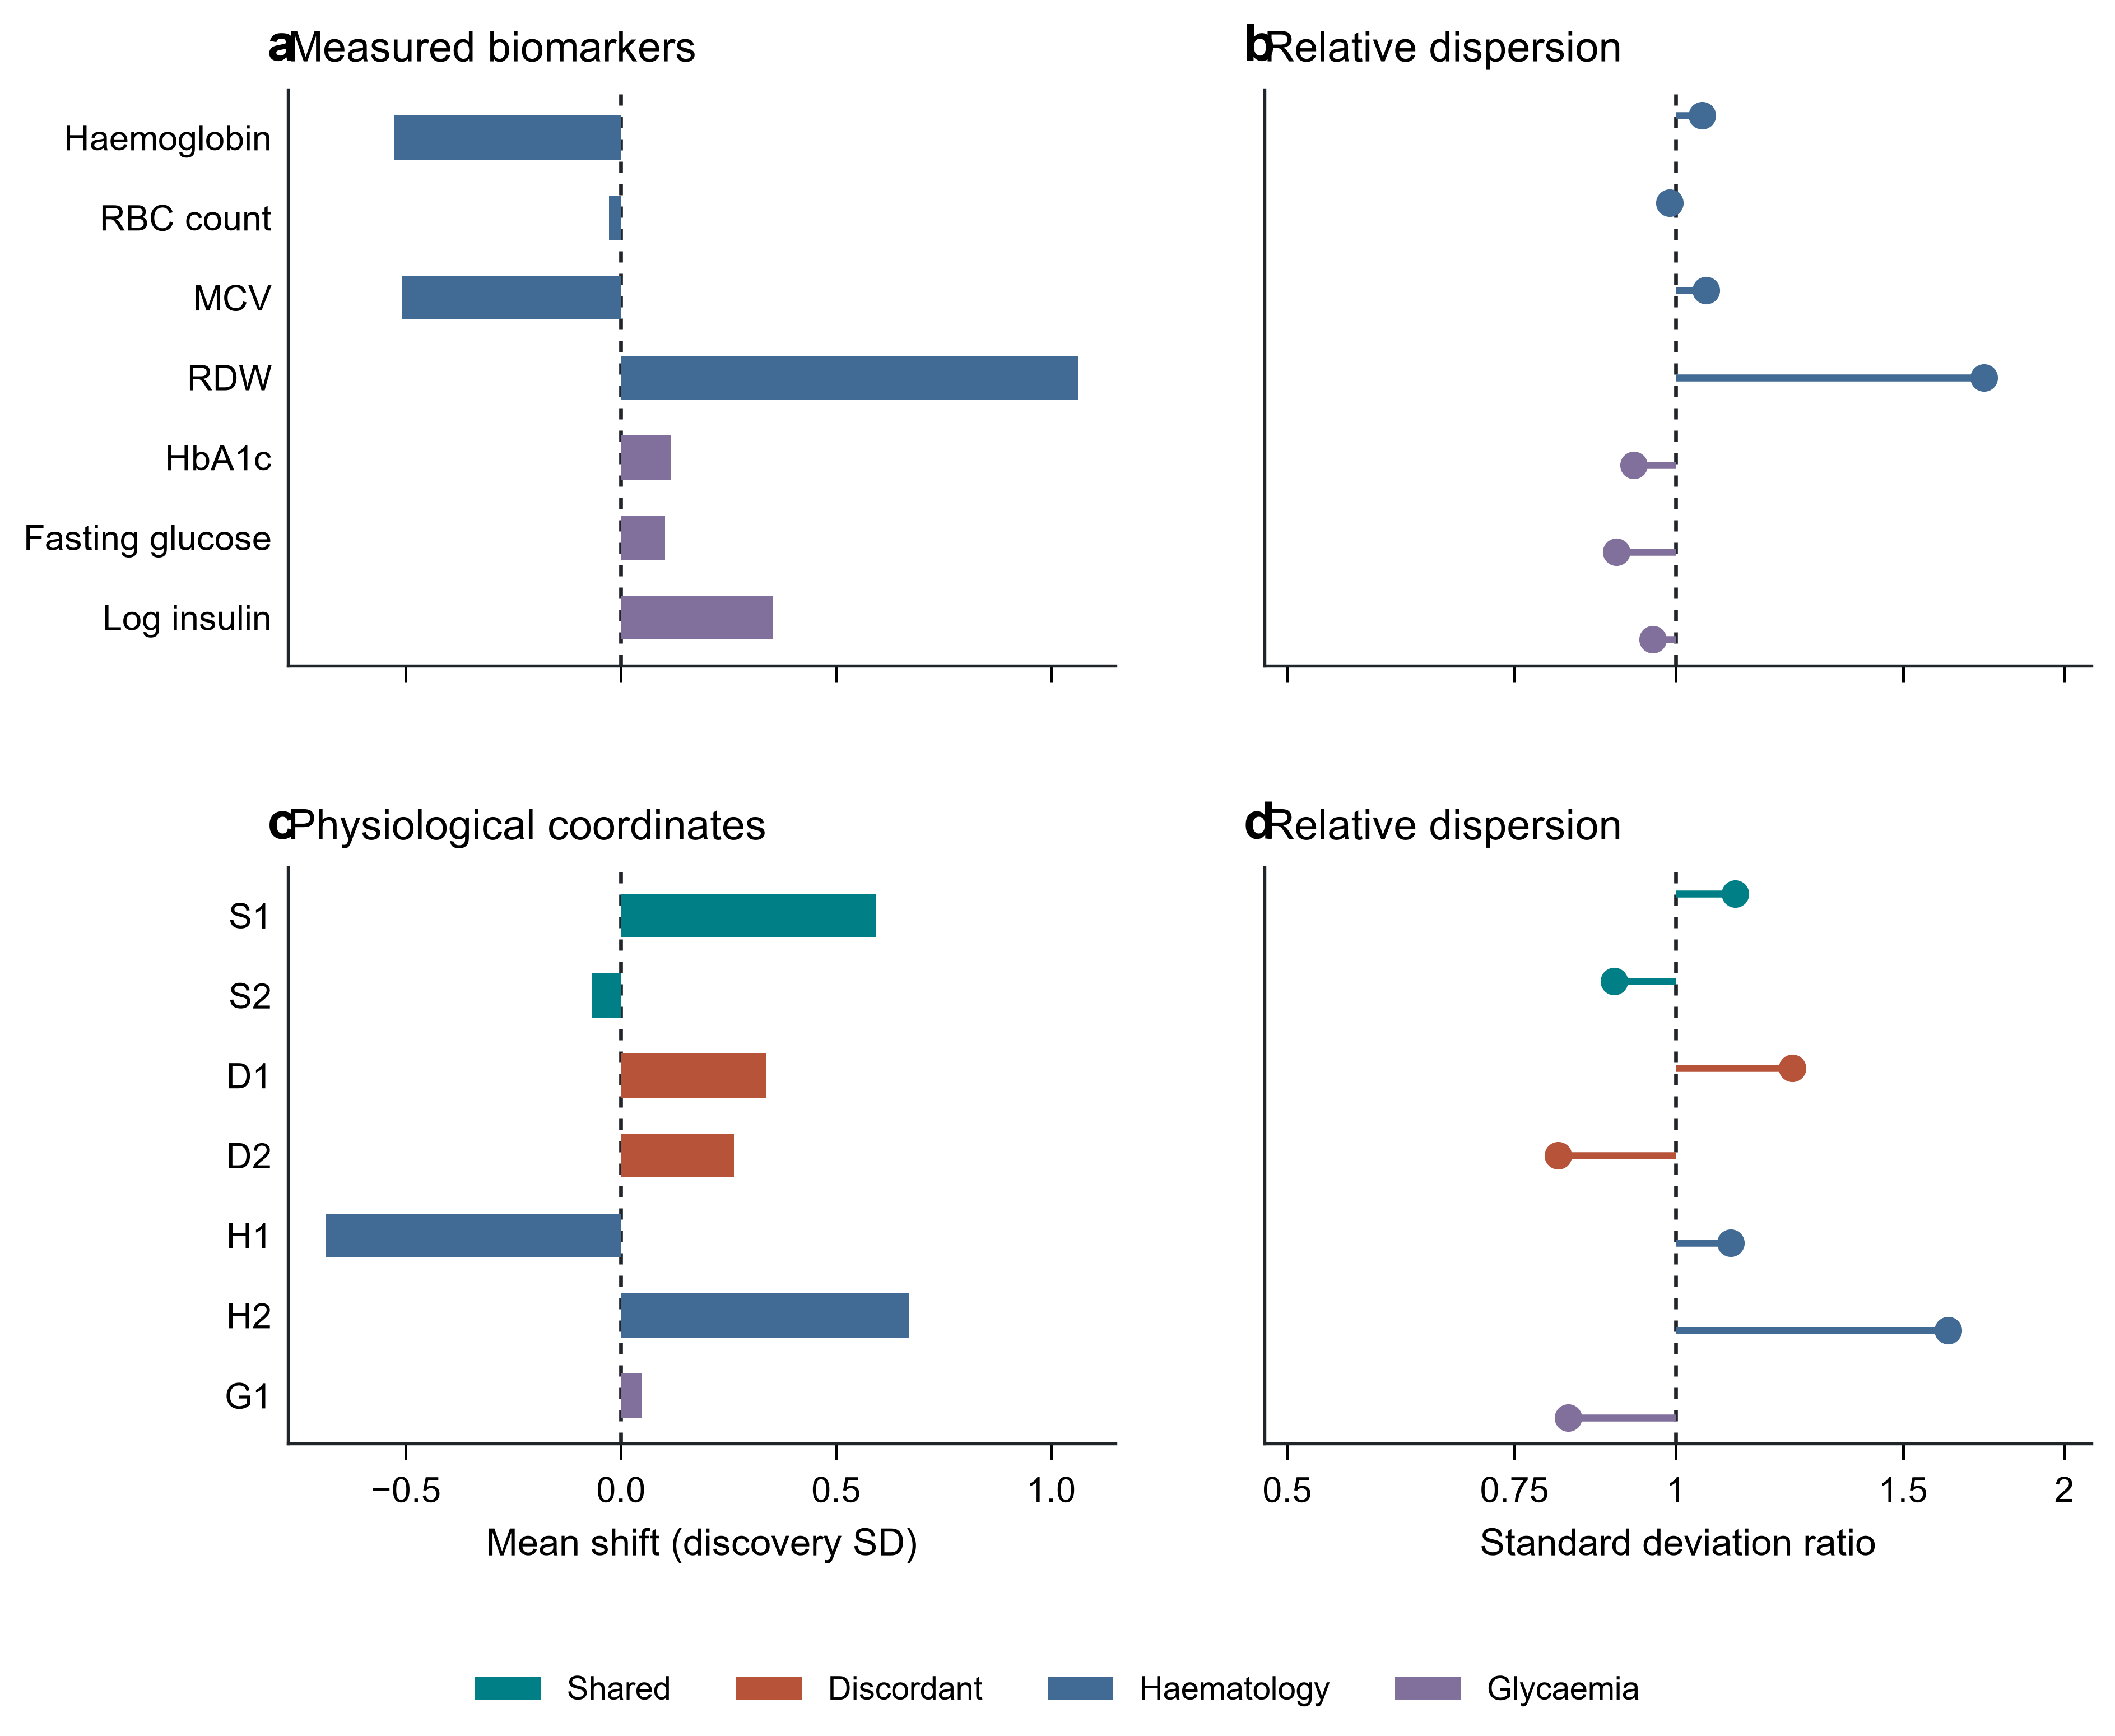 a Measured biomarkers
b Relative dispersion
Haemoglobin
RBC count
MCV
RDW
HbA1c
Fasting glucose
Log insulin
c Physiological coordinates
d Relative dispersion
S1
S2
D1
D2
H1
H2
G1
−0.5 0.0 0.5 1.0
Mean shift (discovery SD)
0.5 0.75 1 1.5 2
Standard deviation ratio
Shared Discordant Haematology Glycaemia